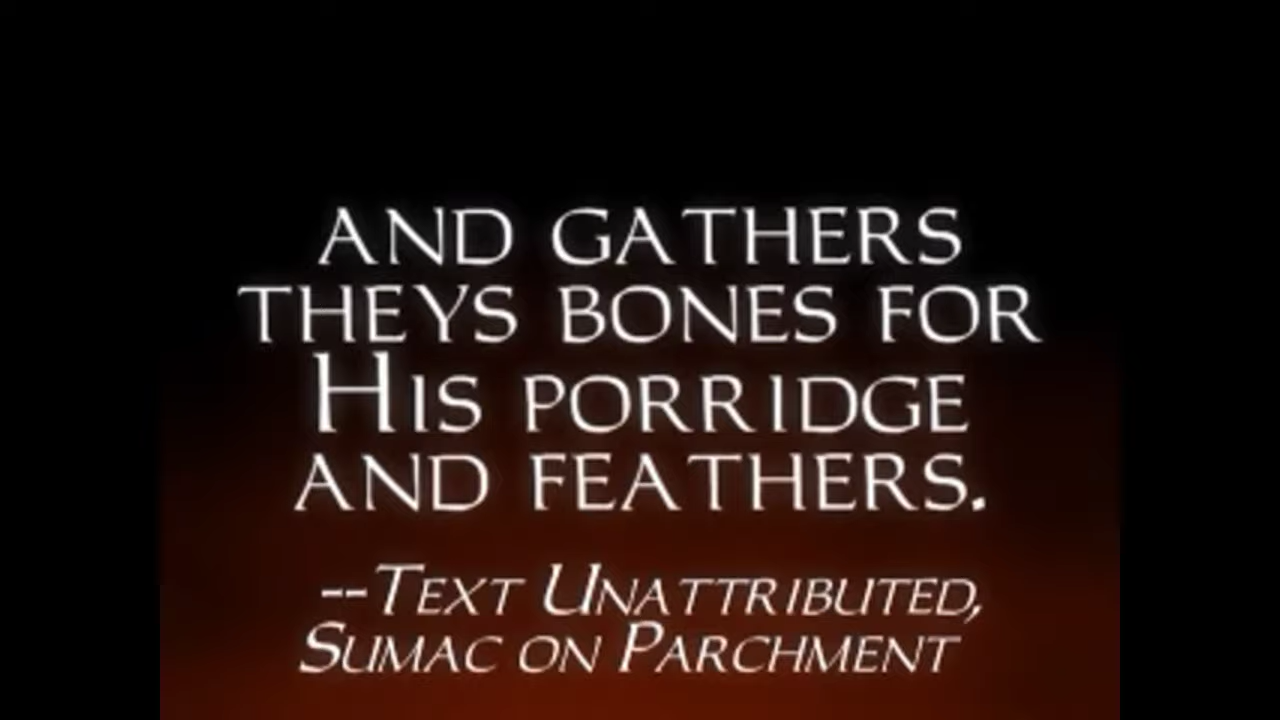 AND GATHERS
THEYS BONES FOR
HIS PORRIDGE
AND FEATHERS.
--TEXT UNATTRIBUTED,
SUMAC ON PARCHMENT